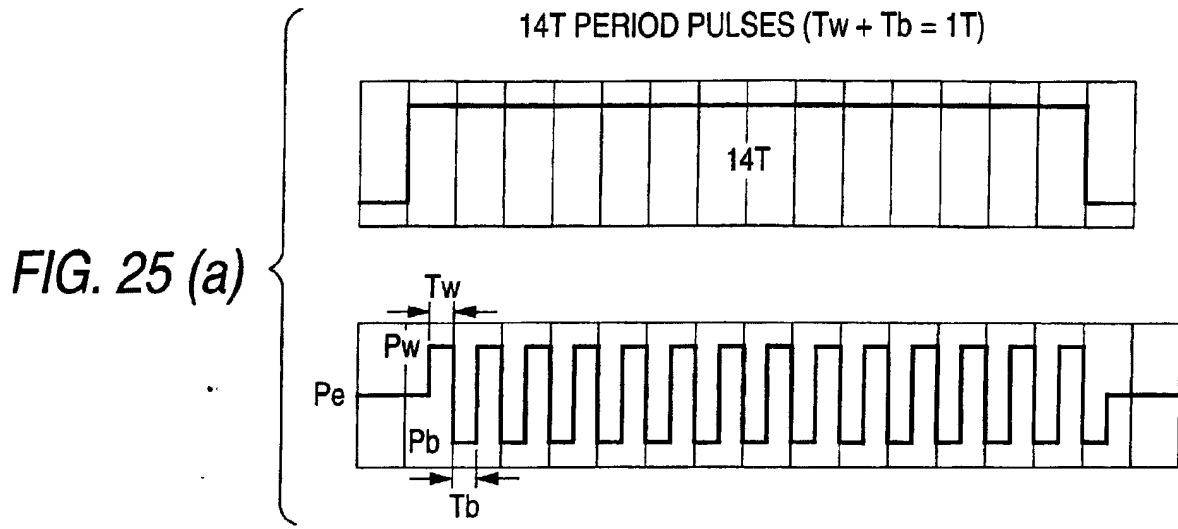 14T PERIOD PULSES (Tw + Tb = 1T)
14T
FIG. 25 (a)
Tw
Pw
Pe
Pb
Tb